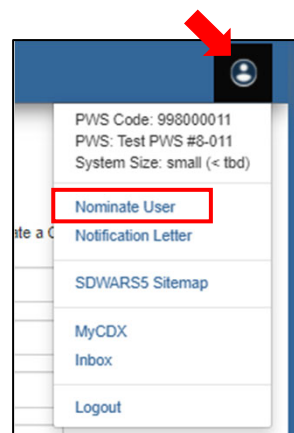 PWS Code: 998000011
PWS: Test PWS #8-011
System Size: small (< tbd)
Nominate User
ate a C
Notification Letter
SDWARS5 Sitemap
MyCDX
Inbox
Logout